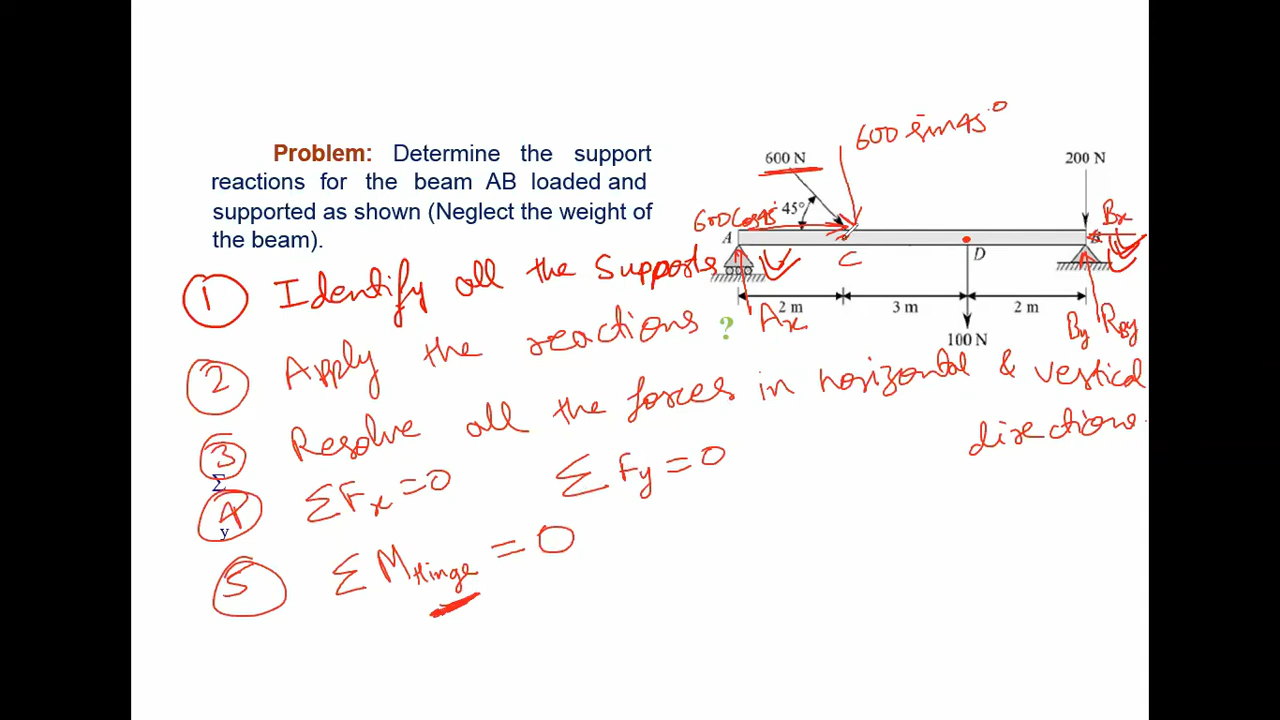 Problem: Determine the support
reactions for the beam AB loaded and
supported as shown (Neglect the weight of
the beam).
600 sin45°
600 N
200 N
45°
600 Cos45°
Bx
A
B
C
D
2 m
3 m
2 m
Ax
By RBy
100 N
① Identify all the Supports
② Apply the reactions ?
③ Resolve all the forces in horizontal & vertical
directions
Σ
④ ΣFx = 0 ΣFy = 0
y
⑤ ΣMHinge = 0